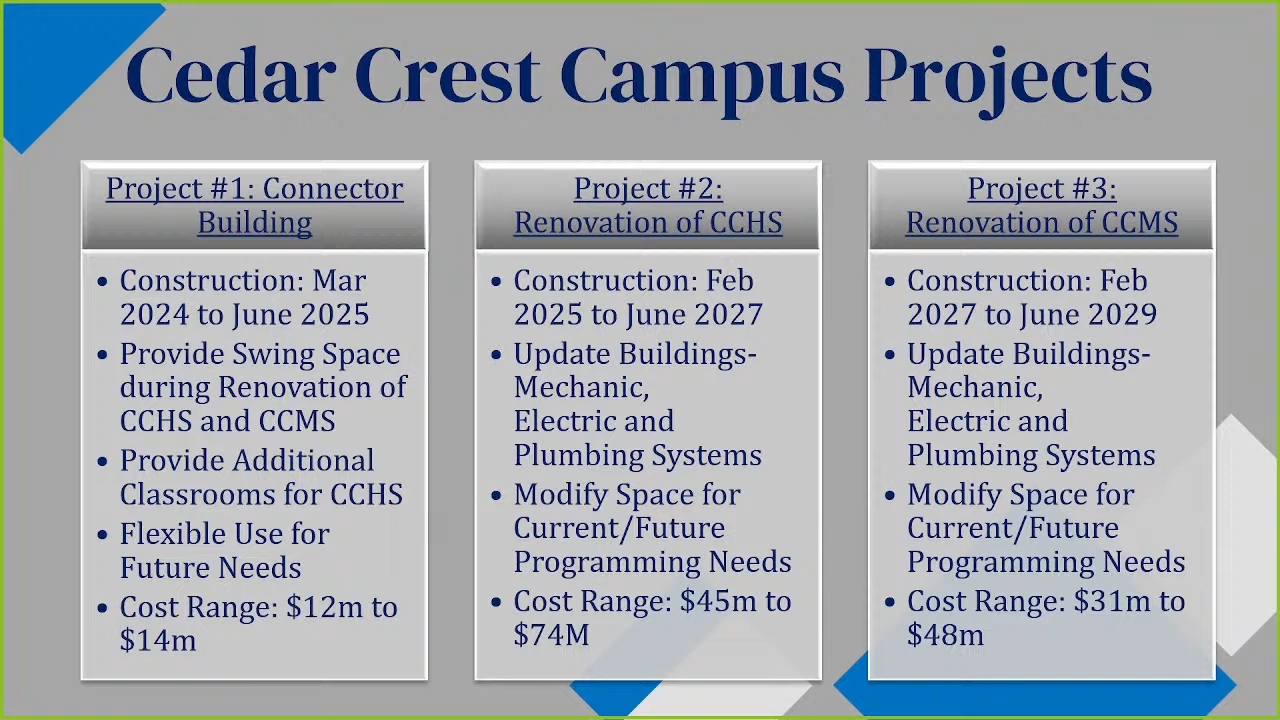 Cedar Crest Campus Projects
Project #1: Connector
Building
• Construction: Mar
2024 to June 2025
• Provide Swing Space
during Renovation of
CCHS and CCMS
• Provide Additional
Classrooms for CCHS
• Flexible Use for
Future Needs
• Cost Range: $12m to
$14m
Project #2:
Renovation of CCHS
• Construction: Feb
2025 to June 2027
• Update Buildings-
Mechanic,
Electric and
Plumbing Systems
• Modify Space for
Current/Future
Programming Needs
• Cost Range: $45m to
$74M
Project #3:
Renovation of CCMS
• Construction: Feb
2027 to June 2029
• Update Buildings-
Mechanic,
Electric and
Plumbing Systems
• Modify Space for
Current/Future
Programming Needs
• Cost Range: $31m to
$48m